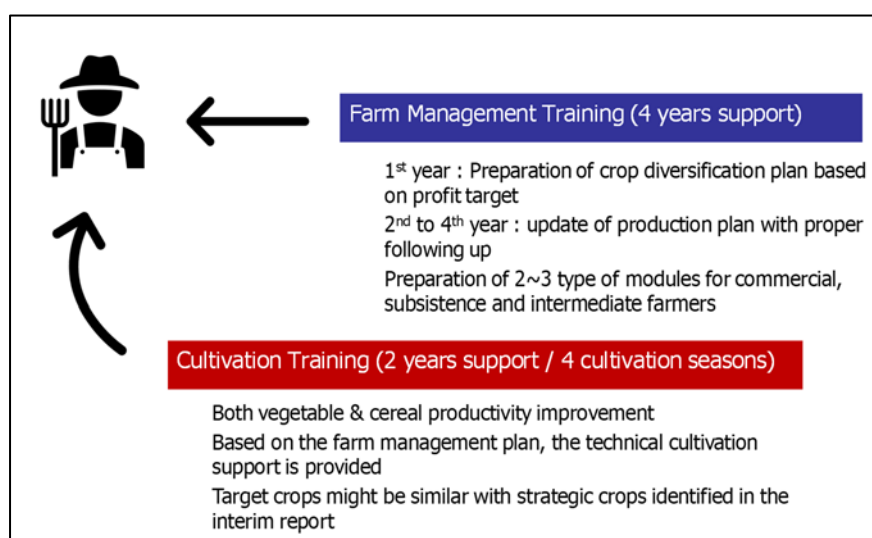 Farm Management Training (4 years support)
1st year : Preparation of crop diversification plan based
on profit target
2nd to 4th year : update of production plan with proper
following up
Preparation of 2~3 type of modules for commercial,
subsistence and intermediate farmers
Cultivation Training (2 years support / 4 cultivation seasons)
Both vegetable & cereal productivity improvement
Based on the farm management plan, the technical cultivation
support is provided
Target crops might be similar with strategic crops identified in the
interim report